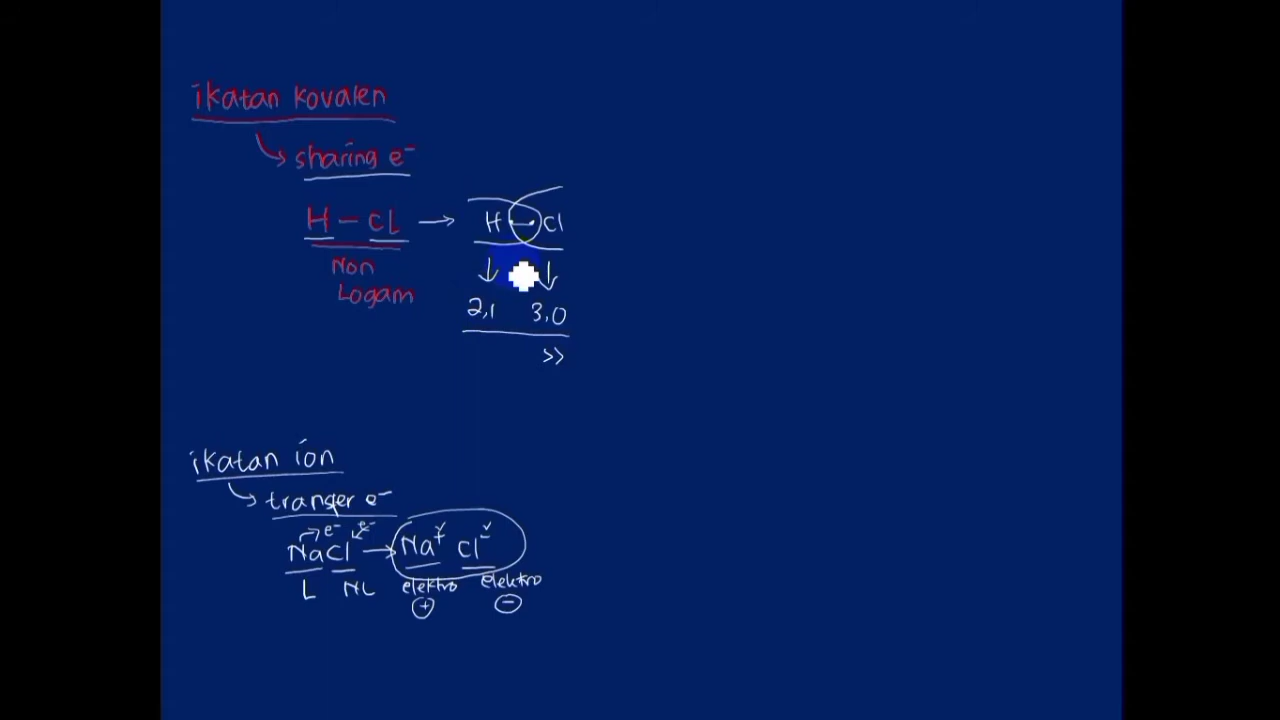 ikatan kovalen
sharing e⁻
H – CL → H – Cl
Non
Logam
2,1 3,0
>>
ikatan ion
transfer e⁻
e⁻ e⁻
NaCl → Na⁺ Cl⁻
L NL elektro elektro
+ −